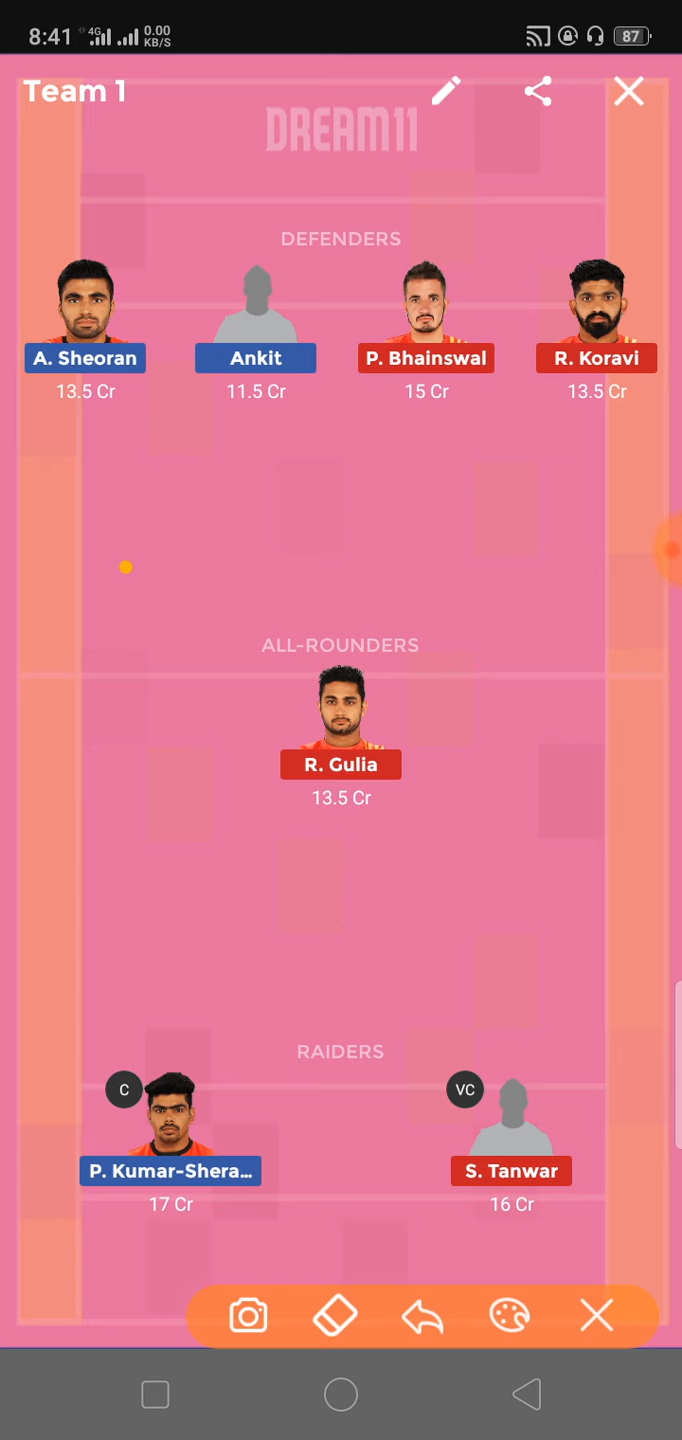 8:41 4G 0.00 KB/S 87
Team 1
DREAM11
DEFENDERS
A. Sheoran Ankit P. Bhainswal R. Koravi
13.5 Cr 11.5 Cr 15 Cr 13.5 Cr
ALL-ROUNDERS
R. Gulia
13.5 Cr
RAIDERS
C VC
P. Kumar-Shera... S. Tanwar
17 Cr 16 Cr